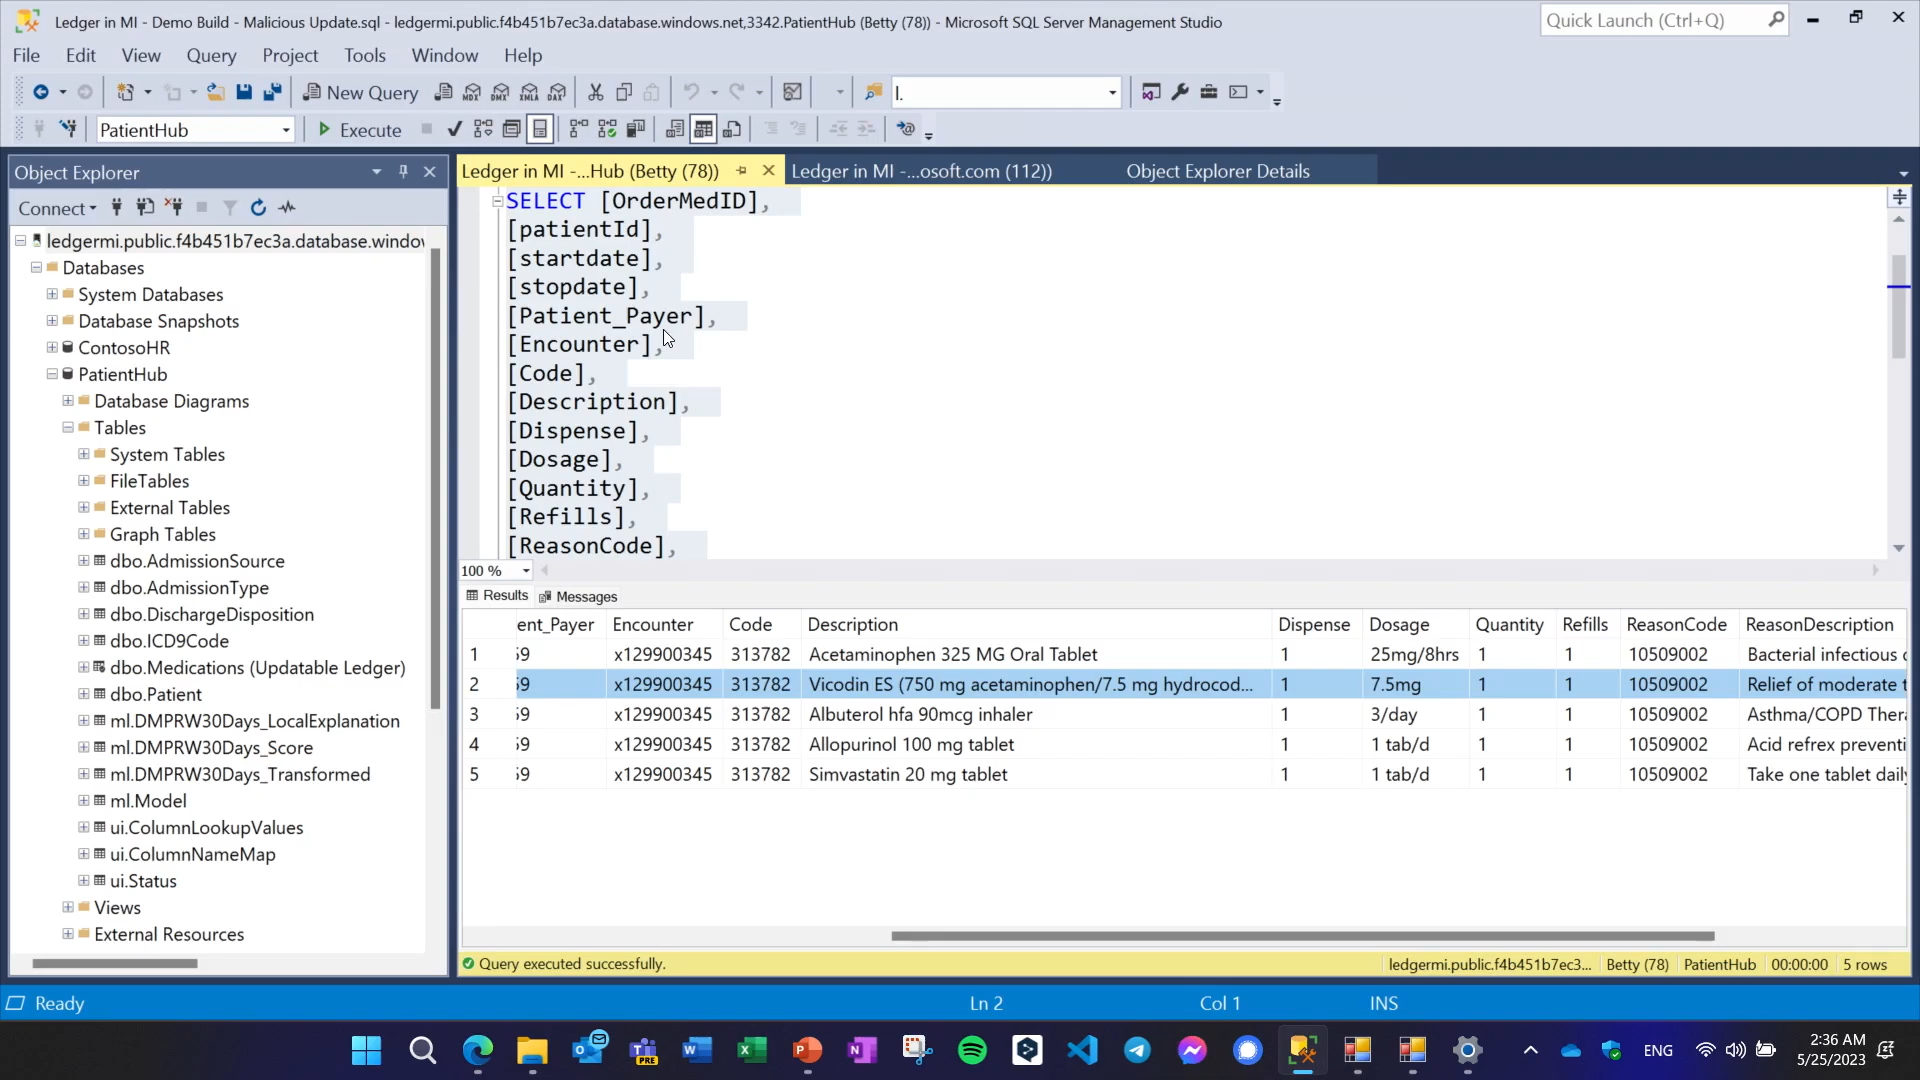 Ledger in MI - Demo Build - Malicious Update.sql - ledgermi.public.f4b451b7ec3a.database.windows.net,3342.PatientHub (Betty (78)) - Microsoft SQL Server Management Studio
Quick Launch (Ctrl+Q)
File Edit View Query Project Tools Window Help
New Query MDX DMX XMLA DAX l.
PatientHub Execute
Object Explorer
Ledger in MI -...Hub (Betty (78)) Ledger in MI -...osoft.com (112)) Object Explorer Details
Connect
ledgermi.public.f4b451b7ec3a.database.window
Databases
System Databases
Database Snapshots
ContosoHR
PatientHub
Database Diagrams
Tables
System Tables
FileTables
External Tables
Graph Tables
dbo.AdmissionSource
dbo.AdmissionType
dbo.DischargeDisposition
dbo.ICD9Code
dbo.Medications (Updatable Ledger)
dbo.Patient
ml.DMPRW30Days_LocalExplanation
ml.DMPRW30Days_Score
ml.DMPRW30Days_Transformed
ml.Model
ui.ColumnLookupValues
ui.ColumnNameMap
ui.Status
Views
External Resources
SELECT [OrderMedID],
[patientId],
[startdate],
[stopdate],
[Patient_Payer],
[Encounter],
[Code],
[Description],
[Dispense],
[Dosage],
[Quantity],
[Refills],
[ReasonCode],
100 %
Results Messages
ent_Payer Encounter Code Description Dispense Dosage Quantity Refills ReasonCode ReasonDescription
1 59 x129900345 313782 Acetaminophen 325 MG Oral Tablet 1 25mg/8hrs 1 1 10509002 Bacterial infectious
2 59 x129900345 313782 Vicodin ES (750 mg acetaminophen/7.5 mg hydrocod... 1 7.5mg 1 1 10509002 Relief of moderate
3 59 x129900345 313782 Albuterol hfa 90mcg inhaler 1 3/day 1 1 10509002 Asthma/COPD Thera
4 59 x129900345 313782 Allopurinol 100 mg tablet 1 1 tab/d 1 1 10509002 Acid refrex preventi
5 59 x129900345 313782 Simvastatin 20 mg tablet 1 1 tab/d 1 1 10509002 Take one tablet daily
Query executed successfully. ledgermi.public.f4b451b7ec3... Betty (78) PatientHub 00:00:00 5 rows
Ready Ln 2 Col 1 INS
PRE
ENG
2:36 AM
5/25/2023